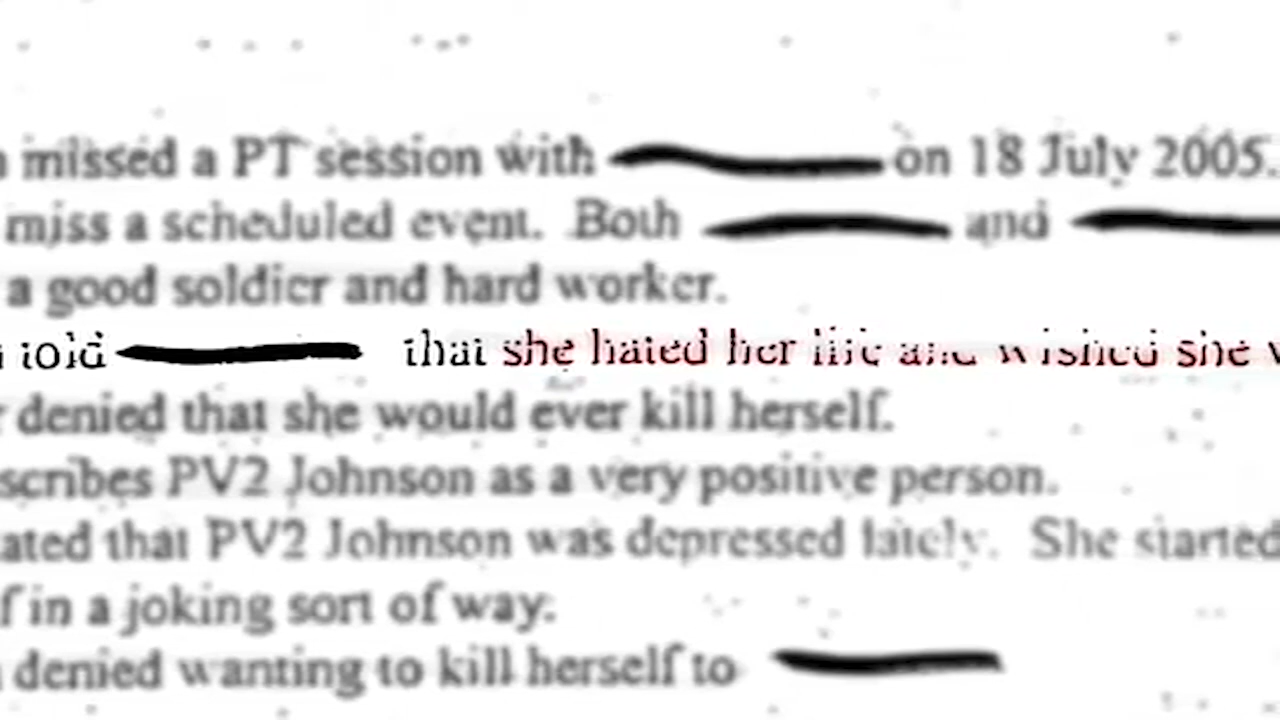 missed a PT session with on 18 July 2005.
miss a scheduled event. Both and
a good soldier and hard worker.
told that she hated her life and wished she
denied that she would ever kill herself.
scribes PV2 Johnson as a very positive person.
ated that PV2 Johnson was depressed lately. She started
f in a joking sort of way.
denied wanting to kill herself to